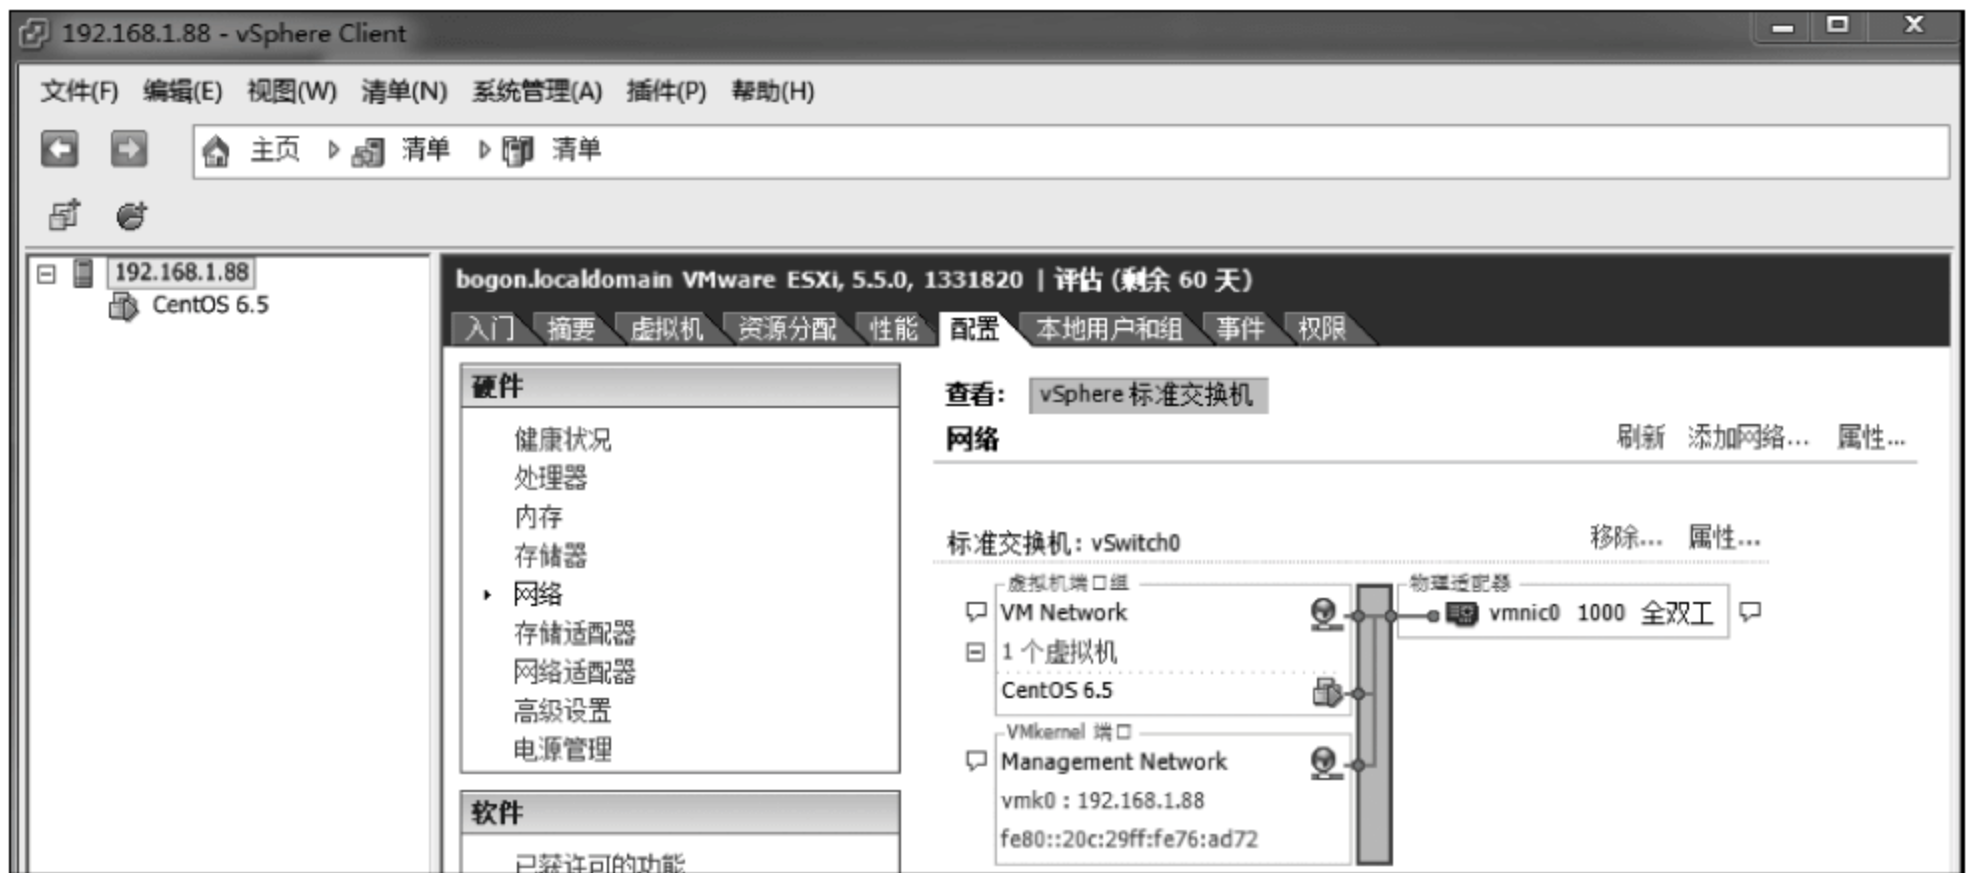 192.168.1.88 - vSphere Client
文件(F) 编辑(E) 视图(W) 清单(N) 系统管理(A) 插件(P) 帮助(H)
主页 清单 清单
192.168.1.88
CentOS 6.5
bogon.localdomain VMware ESXi, 5.5.0, 1331820 | 评估 (剩余 60 天)
入门 摘要 虚拟机 资源分配 性能 配置 本地用户和组 事件 权限
硬件
健康状况
处理器
内存
存储器
网络
存储适配器
网络适配器
高级设置
电源管理
软件
已获许可的功能
查看: vSphere 标准交换机
网络
刷新 添加网络... 属性...
标准交换机: vSwitch0 移除... 属性...
虚拟机端口组
VM Network
1 个虚拟机
CentOS 6.5
VMkernel 端口
Management Network
vmk0 : 192.168.1.88
fe80::20c:29ff:fe76:ad72
物理适配器
vmnic0 1000 全双工